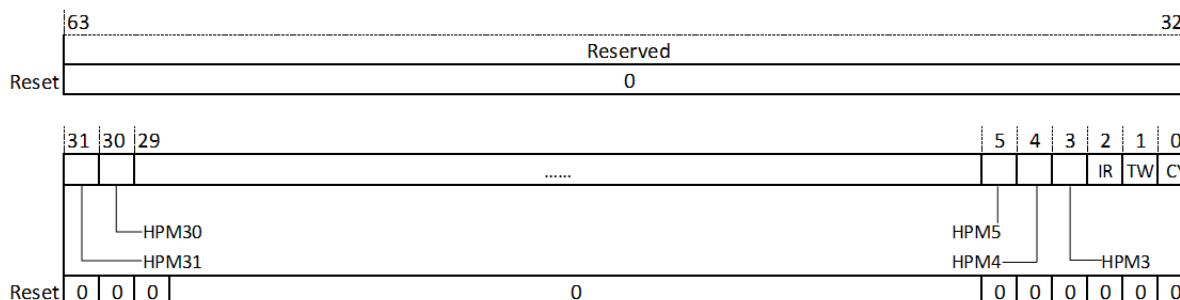 63 32
Reserved
Reset 0
31 30 29 5 4 3 2 1 0
...... IR TW CY
HPM30 HPM5
HPM31 HPM4 HPM3
Reset 0 0 0 0 0 0 0 0 0 0